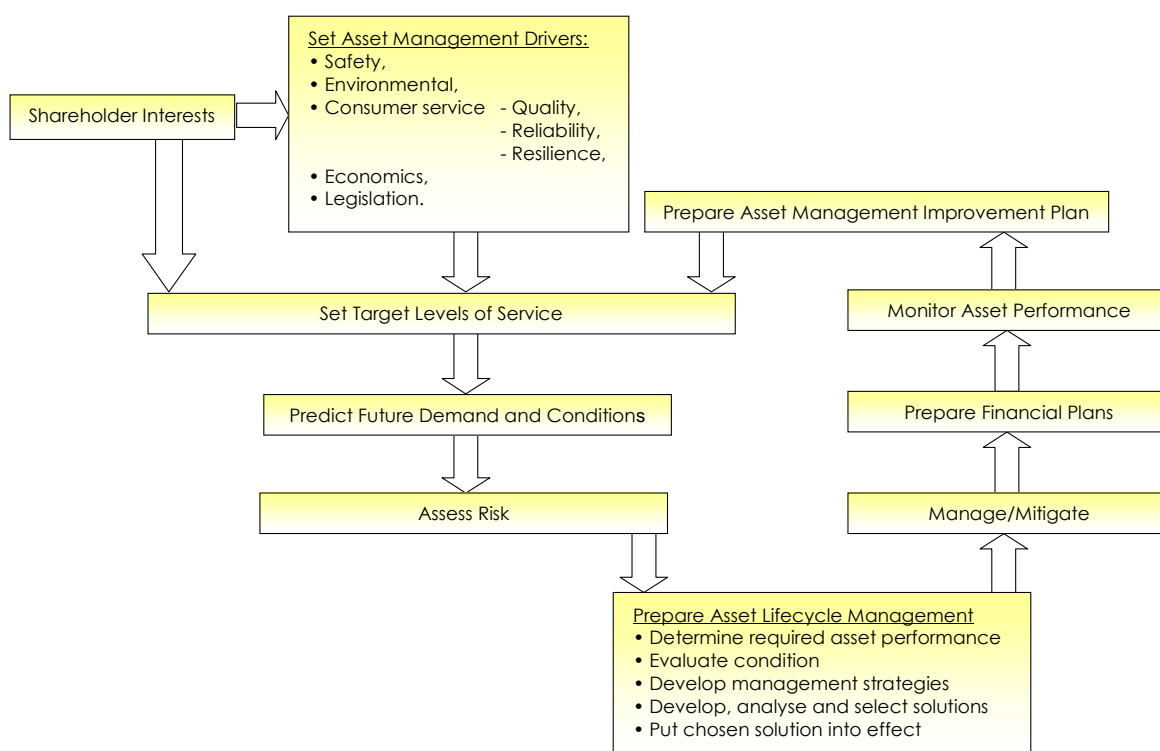 Set Asset Management Drivers:
• Safety,
• Environmental,
• Consumer service - Quality,
- Reliability,
- Resilience,
• Economics,
• Legislation.
Shareholder Interests
Prepare Asset Management Improvement Plan
Set Target Levels of Service
Monitor Asset Performance
Predict Future Demand and Conditions
Prepare Financial Plans
Assess Risk
Manage/Mitigate
Prepare Asset Lifecycle Management
• Determine required asset performance
• Evaluate condition
• Develop management strategies
• Develop, analyse and select solutions
• Put chosen solution into effect